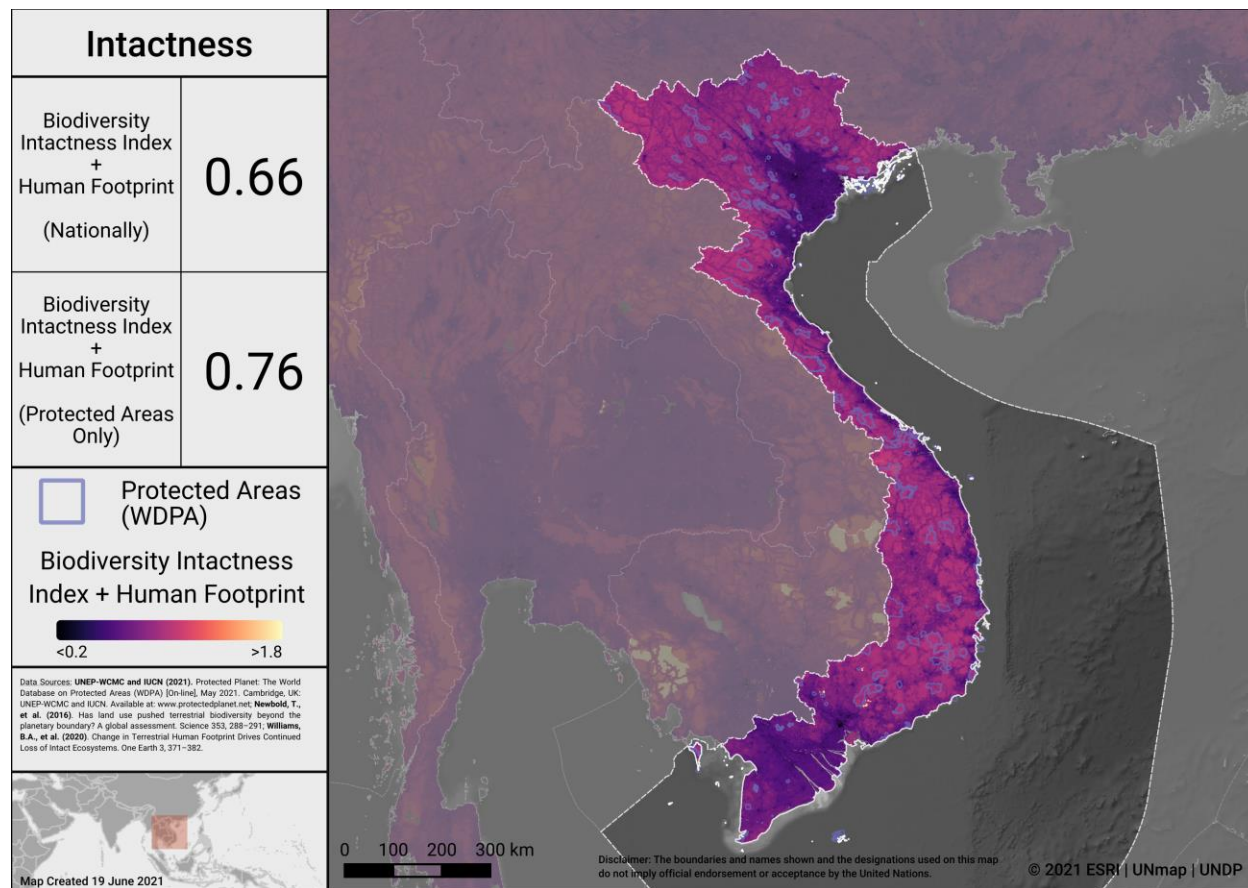 Intactness
Biodiversity
Intactness Index
+
Human Footprint
(Nationally)
0.66
Biodiversity
Intactness Index
+
Human Footprint
(Protected Areas
Only)
0.76
Protected Areas
(WDPA)
Biodiversity Intactness
Index + Human Footprint
<0.2
>1.8
Data Sources: UNEP-WCMC and IUCN (2021). Protected Planet: The World
Database on Protected Areas (WDPA) [On-line], May 2021. Cambridge, UK:
UNEP-WCMC and IUCN. Available at: www.protectedplanet.net; Newbold, T.,
et al. (2016). Has land use pushed terrestrial biodiversity beyond the
planetary boundary? A global assessment. Science 353, 288–291; Williams,
B.A., et al. (2020). Change in Terrestrial Human Footprint Drives Continued
Loss of Intact Ecosystems. One Earth 3, 371–382.
Map Created 19 June 2021
0 100 200 300 km
Disclaimer: The boundaries and names shown and the designations used on this map
do not imply official endorsement or acceptance by the United Nations.
© 2021 ESRI | UNmap | UNDP